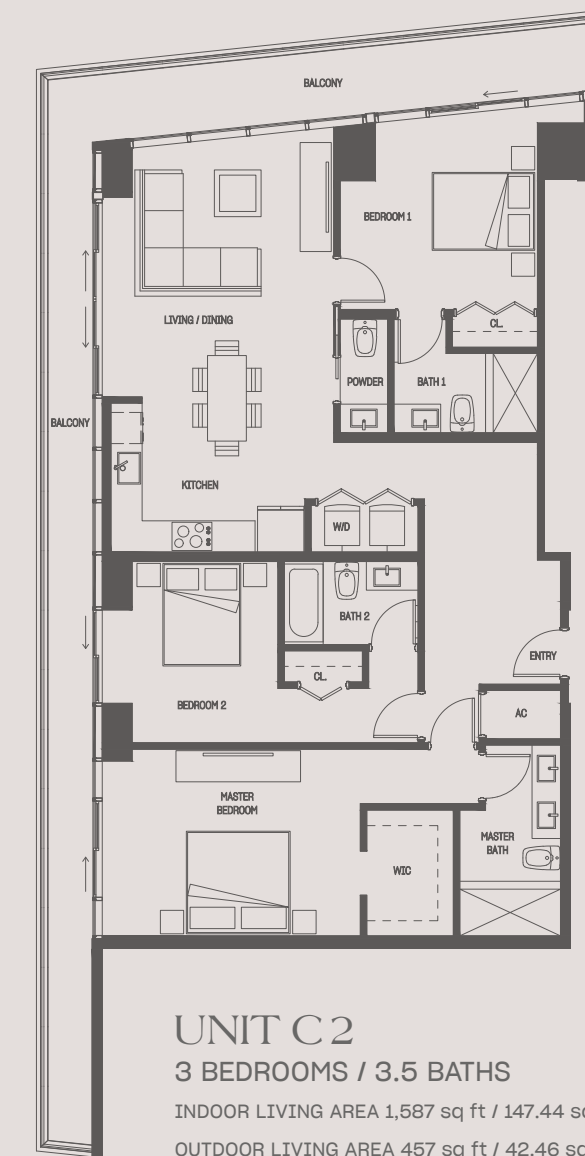 BALCONY
BEDROOM 1
CL.
LIVING / DINING
POWDER
BATH 1
BALCONY
KITCHEN
W/D
BATH 2
ENTRY
CL.
BEDROOM 2
AC
MASTER
BEDROOM
MASTER
BATH
WIC
UNIT C2
3 BEDROOMS / 3.5 BATHS
INDOOR LIVING AREA 1,587 sq ft / 147.44 sq
OUTDOOR LIVING AREA 457 sq ft / 42.46 sq